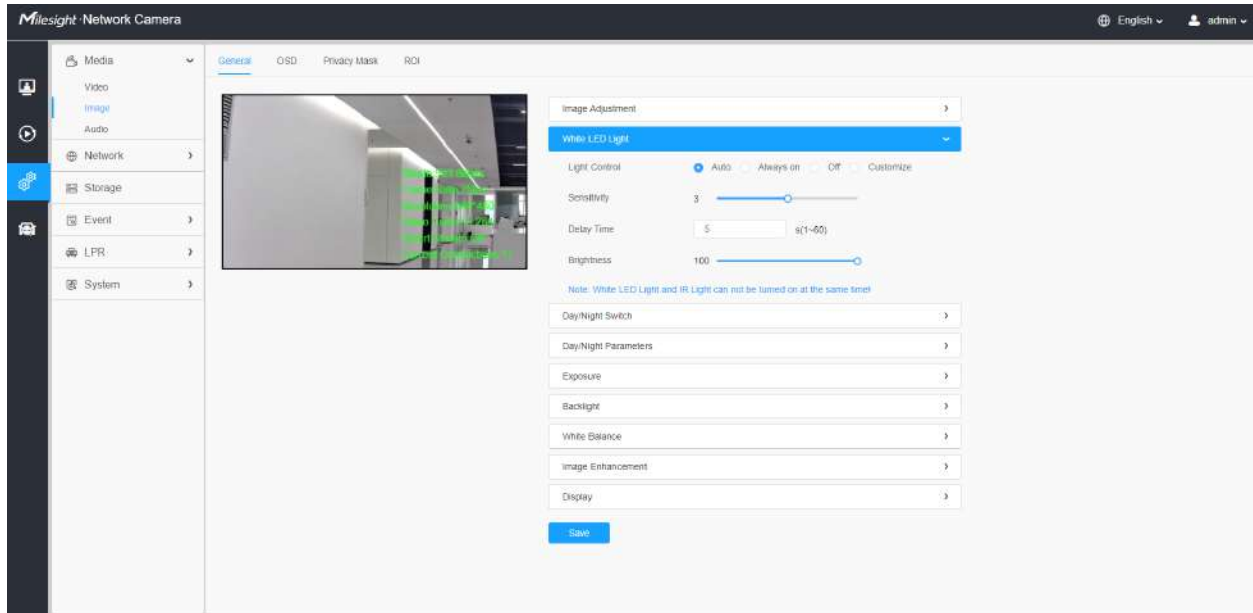 Milesight Network Camera
English
admin
Media
Video
Image
Audio
Network
Storage
Event
LPR
System
General OSD Privacy Mask ROI
Image Adjustment
White LED Light
Light Control Auto Always on Off Customize
Sensitivity 3
Delay Time 5 s(1~60)
Brightness 100
Note: White LED Light and IR Light can not be turned on at the same time!
Day/Night Switch
Day/Night Parameters
Exposure
Backlight
White Balance
Image Enhancement
Display
Save